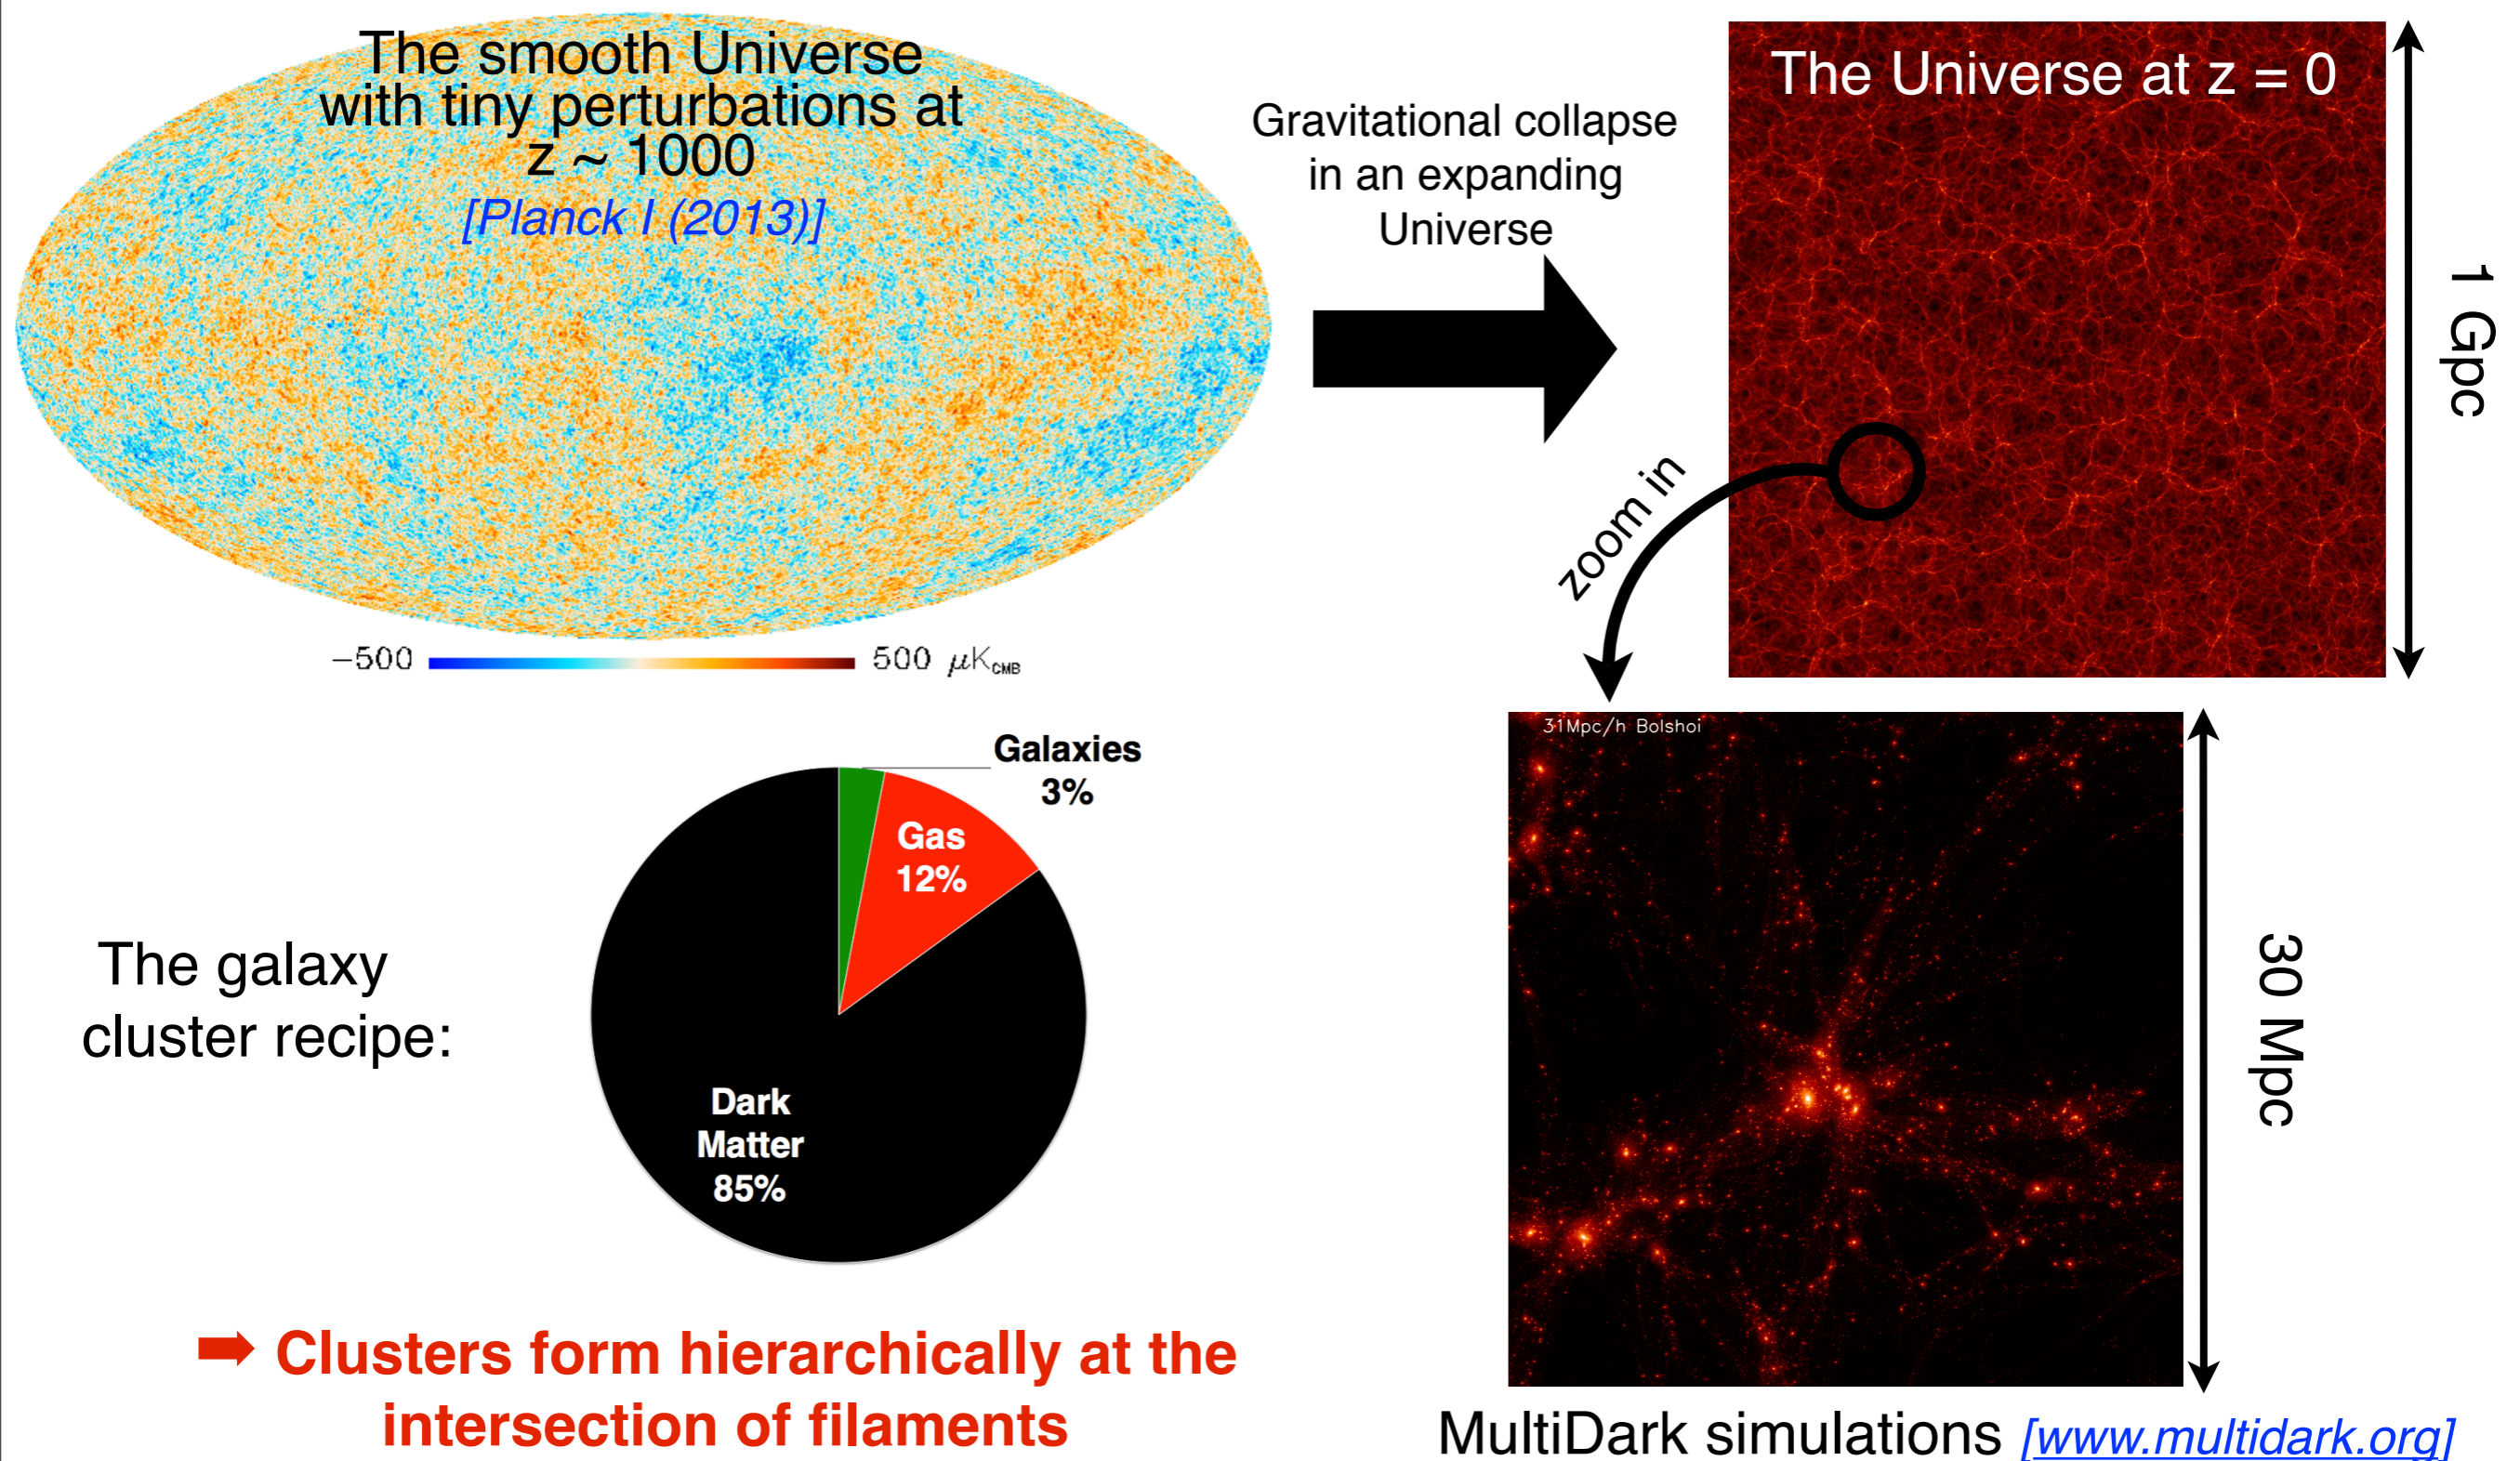 The smooth Universe
with tiny perturbations at
z ~ 1000
[Planck I (2013)]
−500
500 μK_CMB
Gravitational collapse
in an expanding
Universe
The Universe at z = 0
1 Gpc
zoom in
31Mpc/h Bolshoi
30 Mpc
MultiDark simulations [www.multidark.org]
The galaxy
cluster recipe:
Galaxies
3%
Gas
12%
Dark
Matter
85%
➡ Clusters form hierarchically at the
intersection of filaments